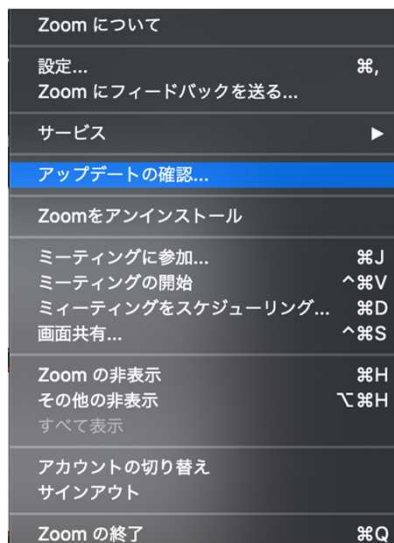 Zoom について
設定... ⌘,
Zoom にフィードバックを送る...
サービス ▶
アップデートの確認...
Zoomをアンインストール
ミーティングに参加... ⌘J
ミーティングの開始 ^⌘V
ミィーティングをスケジューリング... ⌘D
画面共有... ^⌘S
Zoom の非表示 ⌘H
その他の非表示 ⌥⌘H
すべて表示
アカウントの切り替え
サインアウト
Zoom の終了 ⌘Q